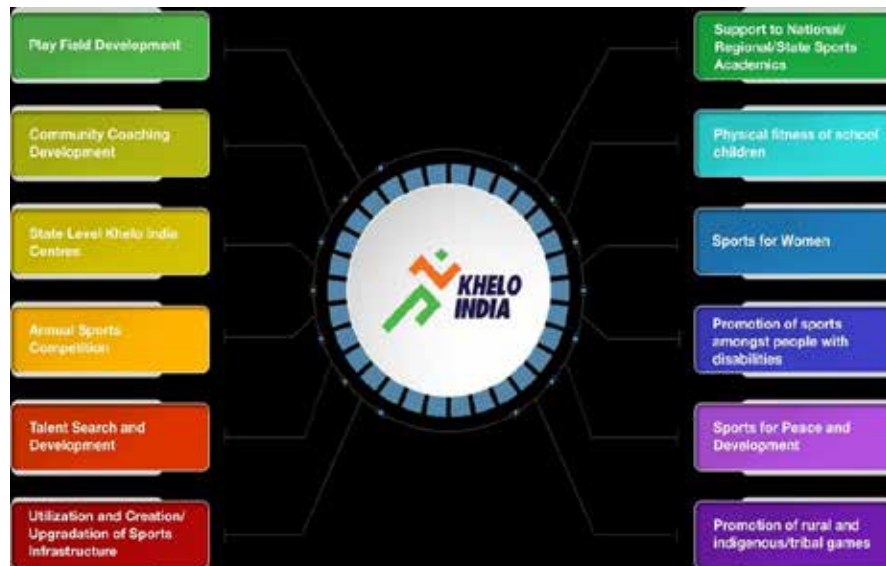 Play Field Development
Community Coaching
Development
State Level Khelo India
Centres
Annual Sports
Competition
Talent Search and
Development
Utilization and Creation/
Upgradation of Sports
Infrastructure
KHELO
INDIA
Support to National/
Regional/State Sports
Academics
Physical fitness of school
children
Sports for Women
Promotion of sports
amongst people with
disabilities
Sports for Peace and
Development
Promotion of rural and
indigenous/tribal games